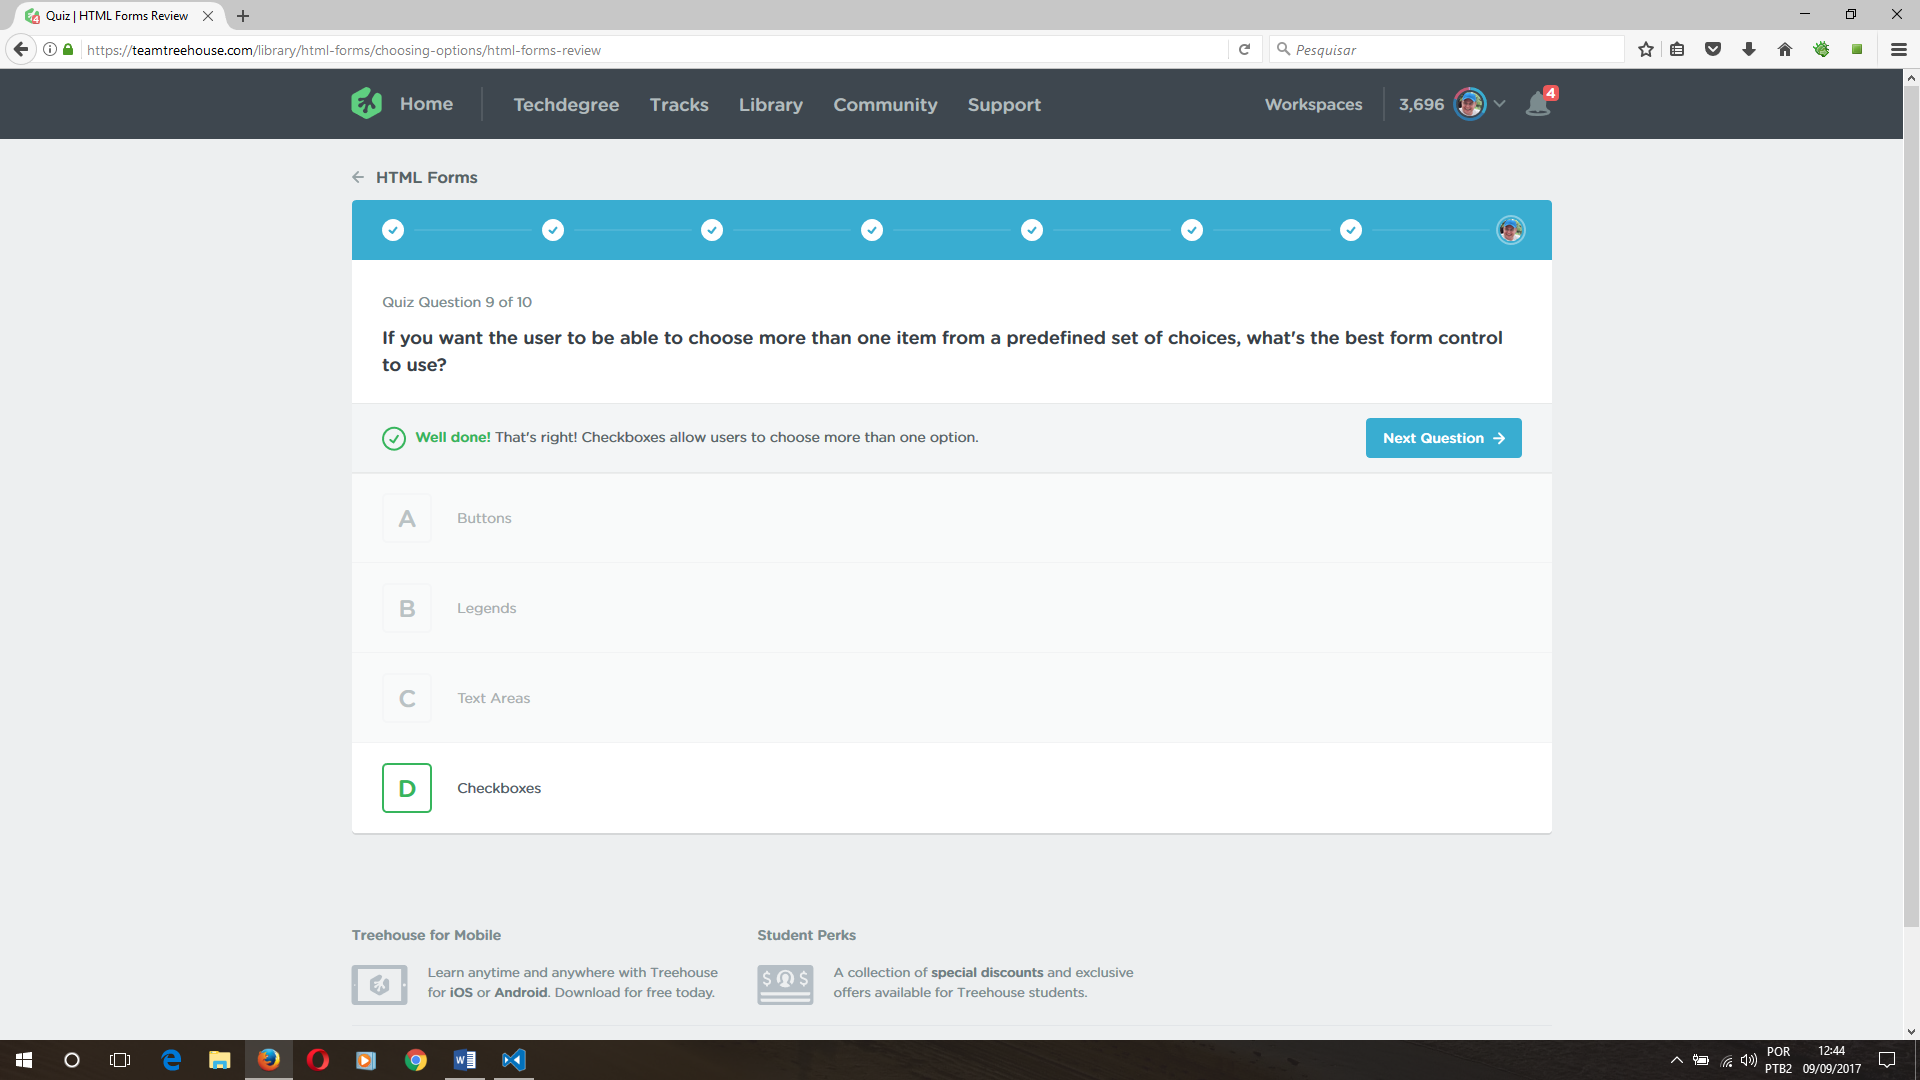 Quiz | HTML Forms Review
https://teamtreehouse.com/library/html-forms/choosing-options/html-forms-review
Pesquisar
Home
Techdegree
Tracks
Library
Community
Support
Workspaces
3,696
4
HTML Forms
Quiz Question 9 of 10
If you want the user to be able to choose more than one item from a predefined set of choices, what's the best form control
to use?
Well done! That's right! Checkboxes allow users to choose more than one option.
Next Question
A Buttons
B Legends
C Text Areas
D Checkboxes
Treehouse for Mobile
Learn anytime and anywhere with Treehouse
for iOS or Android. Download for free today.
Student Perks
A collection of special discounts and exclusive
offers available for Treehouse students.
POR
PTB2
12:44
09/09/2017